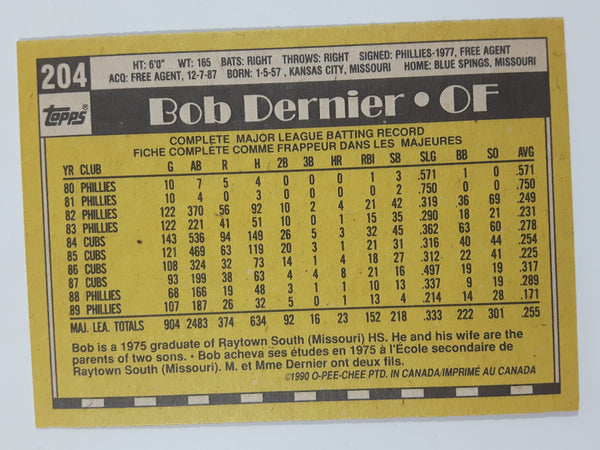 204
HT: 6'0" WT: 165 BATS: RIGHT THROWS: RIGHT SIGNED: PHILLIES-1977, FREE AGENT
ACQ: FREE AGENT, 12-7-87 BORN: 1-5-57, KANSAS CITY, MISSOURI HOME: BLUE SPINGS, MISSOURI
Topps®
Bob Dernier • OF
COMPLETE MAJOR LEAGUE BATTING RECORD
FICHE COMPLÈTE COMME FRAPPEUR DANS LES MAJEURES
YR CLUB G AB R H 2B 3B HR RBI SB SLG BB SO AVG
80 PHILLIES 10 7 5 4 0 0 0 1 3 .571 1 0 .571
81 PHILLIES 10 4 0 3 0 0 0 0 2 .750 0 0 .750
82 PHILLIES 122 370 56 92 10 2 4 21 42 .319 36 69 .249
83 PHILLIES 122 221 41 51 10 0 1 15 35 .290 18 21 .231
84 CUBS 143 536 94 149 26 5 3 32 45 .362 63 60 .278
85 CUBS 121 469 63 119 20 3 1 21 31 .316 40 44 .254
86 CUBS 108 324 32 73 14 1 4 18 27 .312 22 41 .225
87 CUBS 93 199 38 63 4 4 8 21 16 .497 19 19 .317
88 PHILLIES 68 166 19 48 3 1 1 10 13 .337 9 19 .289
89 PHILLIES 107 187 26 32 5 0 1 13 4 .214 14 28 .171
MAJ. LEA. TOTALS 904 2483 374 634 92 16 23 152 218 .333 222 301 .255
Bob is a 1975 graduate of Raytown South (Missouri) HS. He and his wife are the
parents of two sons. • Bob acheva ses études en 1975 à l'École secondaire de
Raytown South (Missouri). M. et Mme Dernier ont deux fils.
©1990 O-PEE-CHEE PTD. IN CANADA/IMPRIMÉ AU CANADA